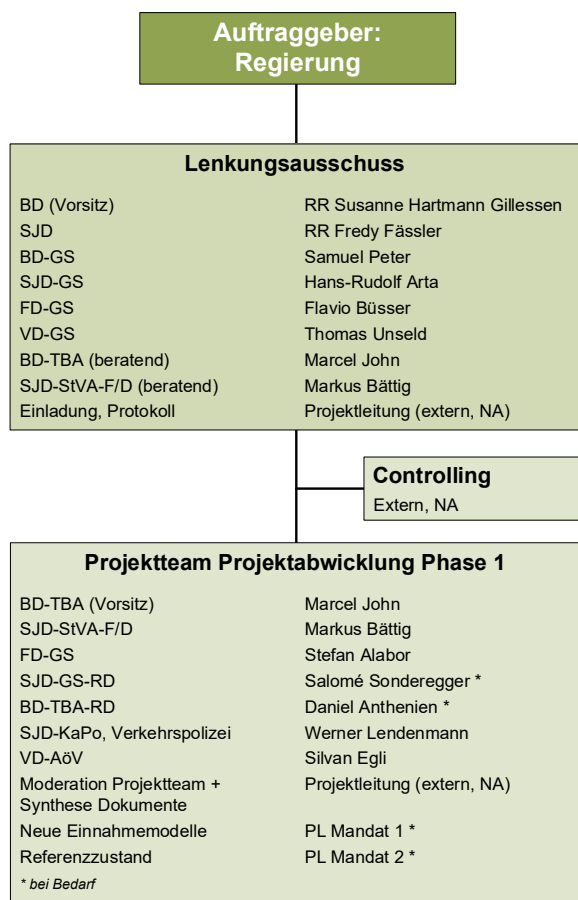 Auftraggeber:
Regierung
Lenkungsausschuss
BD (Vorsitz) RR Susanne Hartmann Gillessen
SJD RR Fredy Fässler
BD-GS Samuel Peter
SJD-GS Hans-Rudolf Arta
FD-GS Flavio Büsser
VD-GS Thomas Unseld
BD-TBA (beratend) Marcel John
SJD-StVA-F/D (beratend) Markus Bättig
Einladung, Protokoll Projektleitung (extern, NA)
Controlling
Extern, NA
Projektteam Projektabwicklung Phase 1
BD-TBA (Vorsitz) Marcel John
SJD-StVA-F/D Markus Bättig
FD-GS Stefan Alabor
SJD-GS-RD Salomé Sonderegger *
BD-TBA-RD Daniel Anthenien *
SJD-KaPo, Verkehrspolizei Werner Lendenmann
VD-AöV Silvan Egli
Moderation Projektteam + Projektleitung (extern, NA)
Synthese Dokumente
Neue Einnahmemodelle PL Mandat 1 *
Referenzzustand PL Mandat 2 *
* bei Bedarf